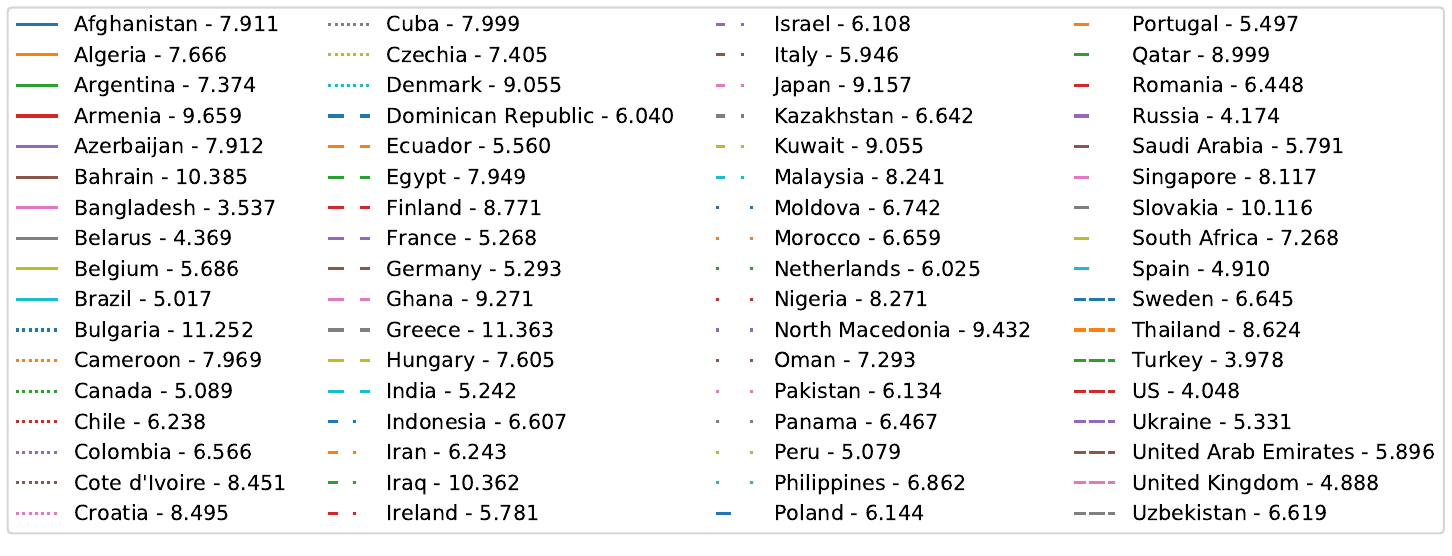 Afghanistan - 7.911
Algeria - 7.666
Argentina - 7.374
Armenia - 9.659
Azerbaijan - 7.912
Bahrain - 10.385
Bangladesh - 3.537
Belarus - 4.369
Belgium - 5.686
Brazil - 5.017
Bulgaria - 11.252
Cameroon - 7.969
Canada - 5.089
Chile - 6.238
Colombia - 6.566
Cote d'Ivoire - 8.451
Croatia - 8.495
Cuba - 7.999
Czechia - 7.405
Denmark - 9.055
Dominican Republic - 6.040
Ecuador - 5.560
Egypt - 7.949
Finland - 8.771
France - 5.268
Germany - 5.293
Ghana - 9.271
Greece - 11.363
Hungary - 7.605
India - 5.242
Indonesia - 6.607
Iran - 6.243
Iraq - 10.362
Ireland - 5.781
Israel - 6.108
Italy - 5.946
Japan - 9.157
Kazakhstan - 6.642
Kuwait - 9.055
Malaysia - 8.241
Moldova - 6.742
Morocco - 6.659
Netherlands - 6.025
Nigeria - 8.271
North Macedonia - 9.432
Oman - 7.293
Pakistan - 6.134
Panama - 6.467
Peru - 5.079
Philippines - 6.862
Poland - 6.144
Portugal - 5.497
Qatar - 8.999
Romania - 6.448
Russia - 4.174
Saudi Arabia - 5.791
Singapore - 8.117
Slovakia - 10.116
South Africa - 7.268
Spain - 4.910
Sweden - 6.645
Thailand - 8.624
Turkey - 3.978
US - 4.048
Ukraine - 5.331
United Arab Emirates - 5.896
United Kingdom - 4.888
Uzbekistan - 6.619